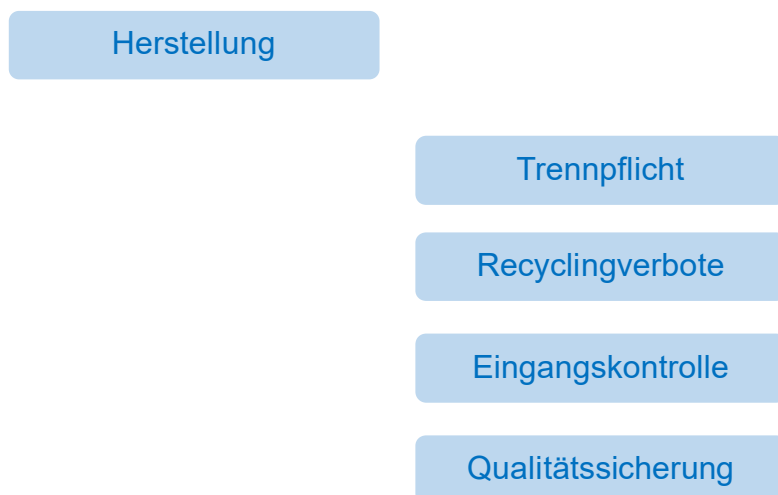 Herstellung
Trennpflicht
Recyclingverbote
Eingangskontrolle
Qualitätssicherung